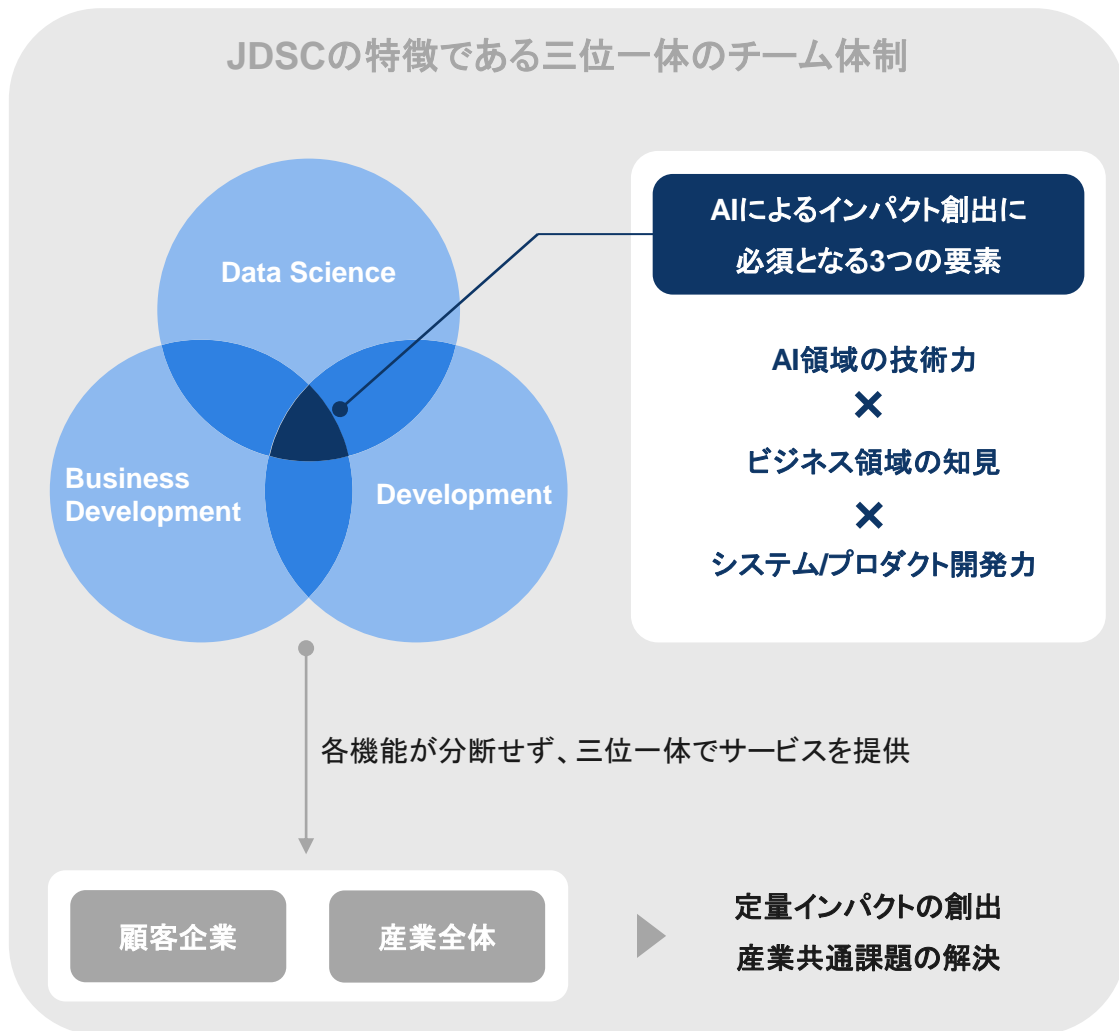 JDSCの特徴である三位一体のチーム体制
Data Science
Business
Development
Development
AIによるインパクト創出に
必須となる3つの要素
AI領域の技術力
×
ビジネス領域の知見
×
システム/プロダクト開発力
各機能が分断せず、三位一体でサービスを提供
顧客企業
産業全体
定量インパクトの創出
産業共通課題の解決